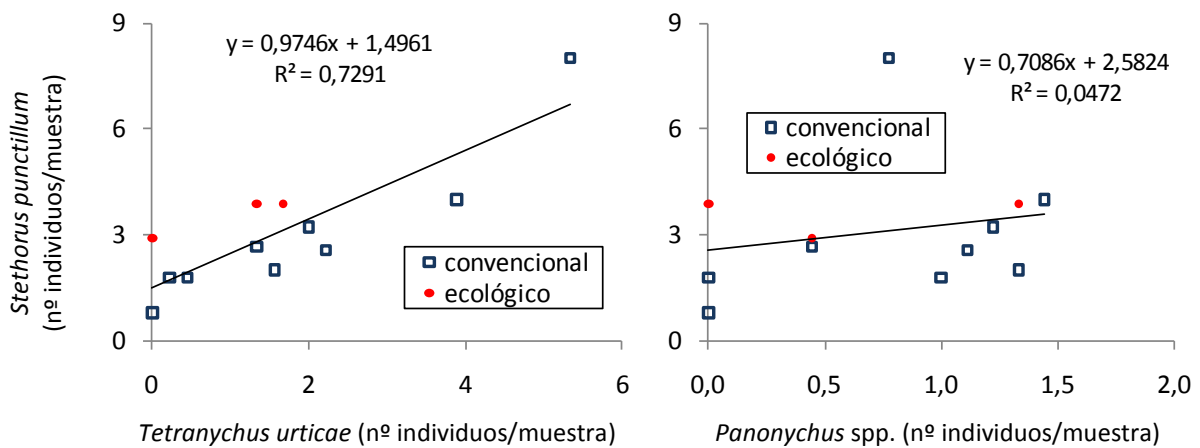 Stethorus punctillum
(nº individuos/muestra)
9
6
3
0
y = 0,9746x + 1,4961
R² = 0,7291
convencional
ecológico
0
2
4
6
Tetranychus urticae (nº individuos/muestra)
9
6
3
0
y = 0,7086x + 2,5824
R² = 0,0472
convencional
ecológico
0,0
0,5
1,0
1,5
2,0
Panonychus spp. (nº individuos/muestra)